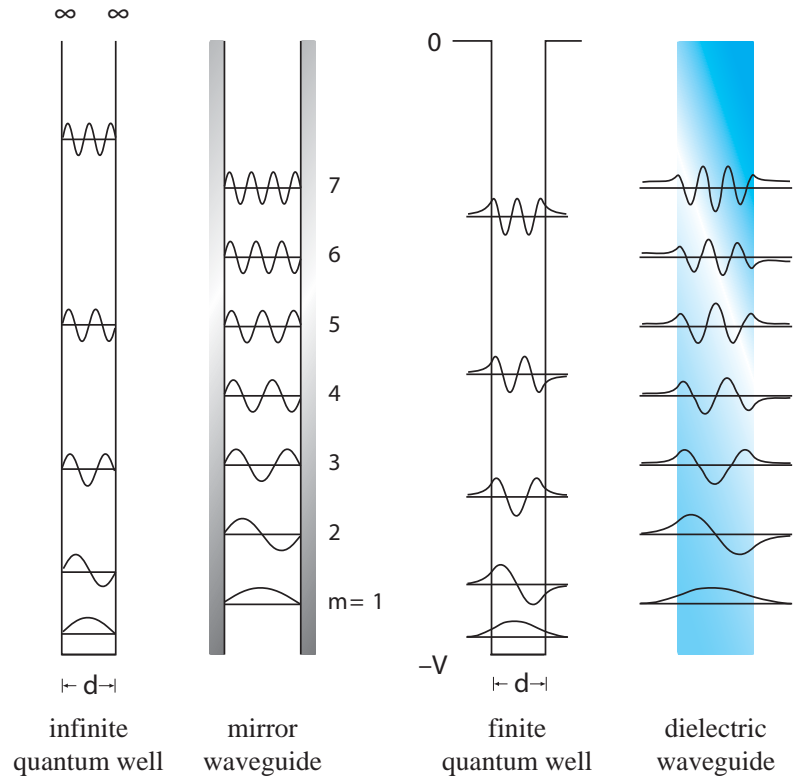 ∞ ∞
0
7
6
5
4
3
2
m = 1
–V
d
d
infinite
quantum well
mirror
waveguide
finite
quantum well
dielectric
waveguide